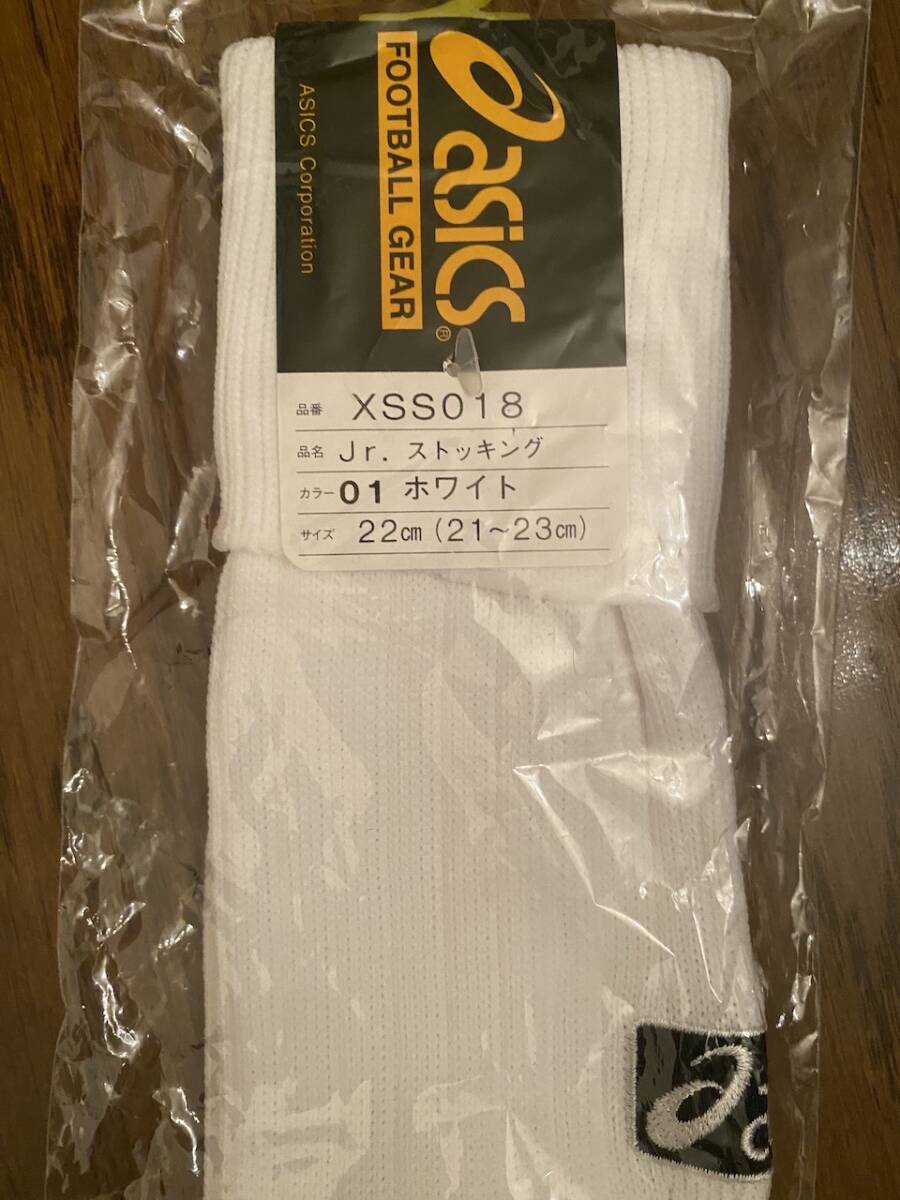 asics®
FOOTBALL GEAR
ASICS Corporation
品番 XSS018
品名 Jr. ストッキング
カラー 01 ホワイト
サイズ 22㎝(21〜23㎝)